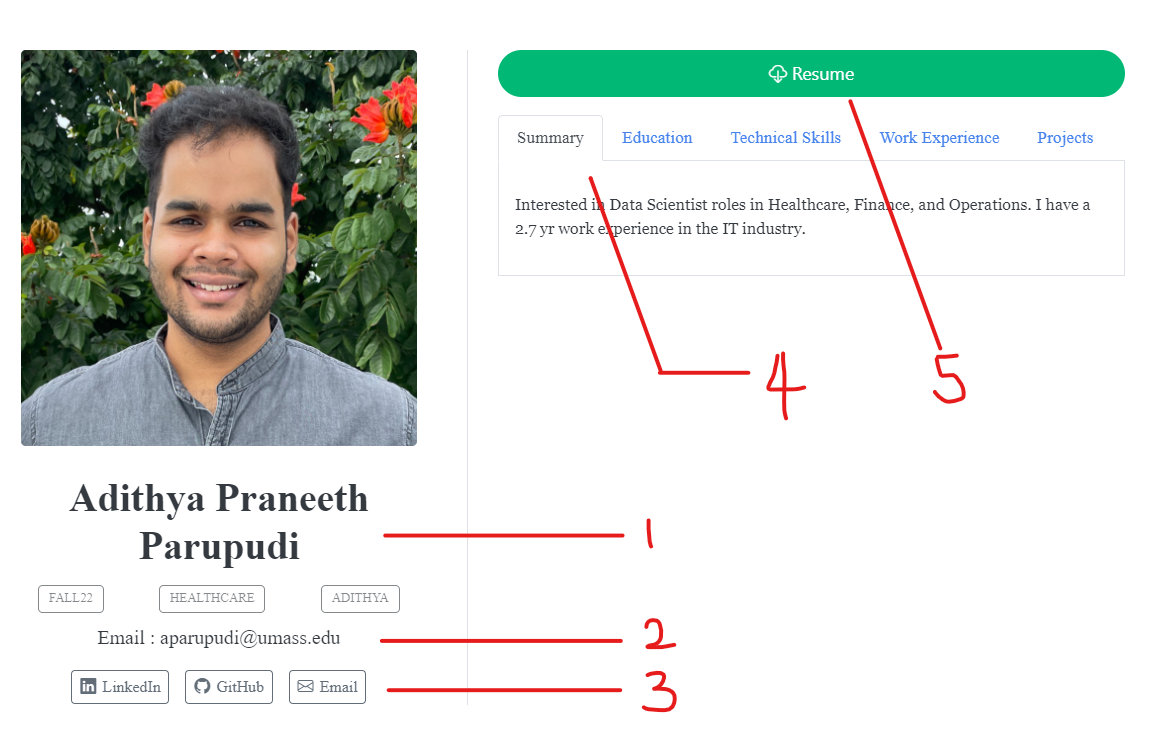 Resume
Summary Education Technical Skills Work Experience Projects
Interested in Data Scientist roles in Healthcare, Finance, and Operations. I have a
2.7 yr work experience in the IT industry.
4
5
Adithya Praneeth
Parupudi
1
FALL22 HEALTHCARE ADITHYA
Email : aparupudi@umass.edu
2
LinkedIn GitHub Email
3